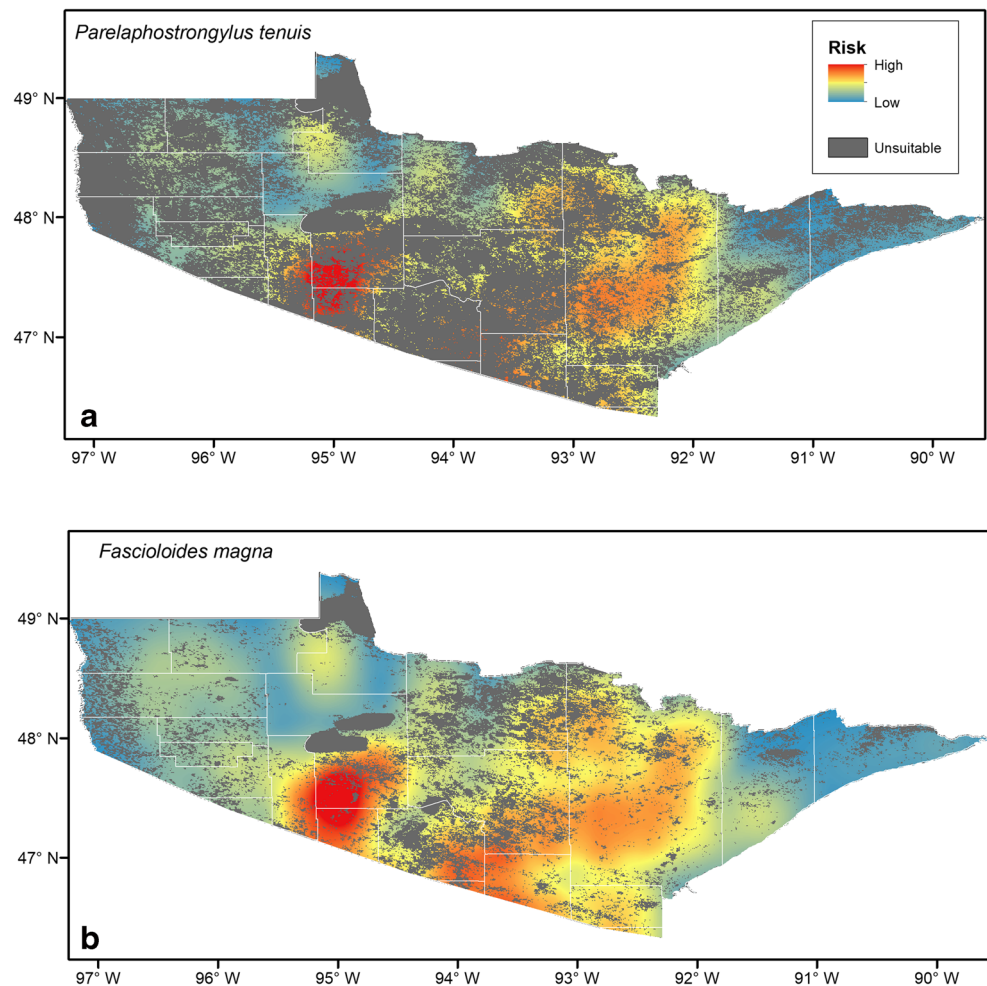 Parelaphostrongylus tenuis
Risk
High
Low
Unsuitable
49° N
48° N
47° N
a
97° W 96° W 95° W 94° W 93° W 92° W 91° W 90° W
Fascioloides magna
49° N
48° N
47° N
b
97° W 96° W 95° W 94° W 93° W 92° W 91° W 90° W